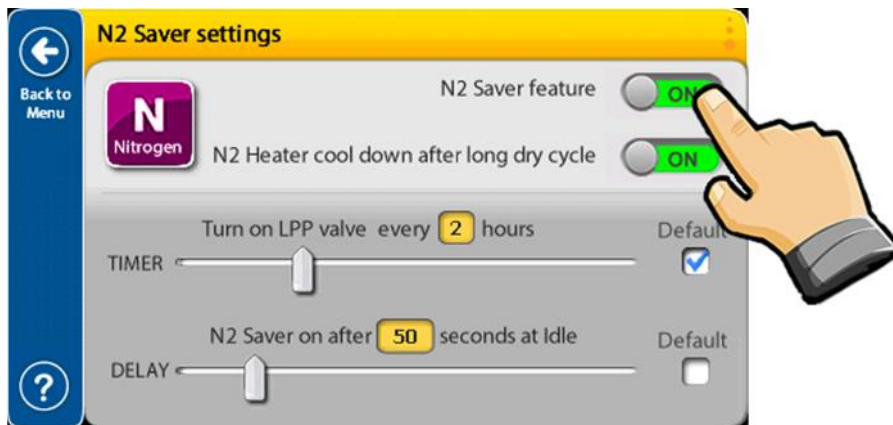 N2 Saver settings
Back to
Menu
N
Nitrogen
N2 Saver feature ON
N2 Heater cool down after long dry cycle ON
Turn on LPP valve every 2 hours
Default
TIMER
N2 Saver on after 50 seconds at Idle
Default
DELAY
?